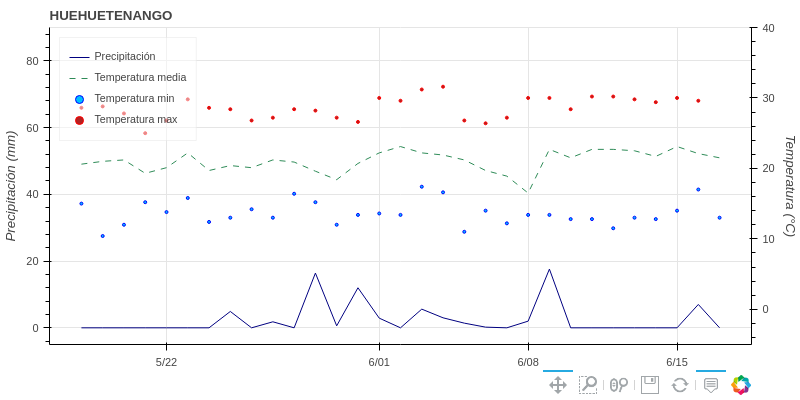 HUEHUETENANGO
Precipitación
Temperatura media
Temperatura min
Temperatura max
Precipitación (mm)
80
60
40
20
0
40
30
20
10
0
Temperatura (°C)
5/22
6/01
6/08
6/15